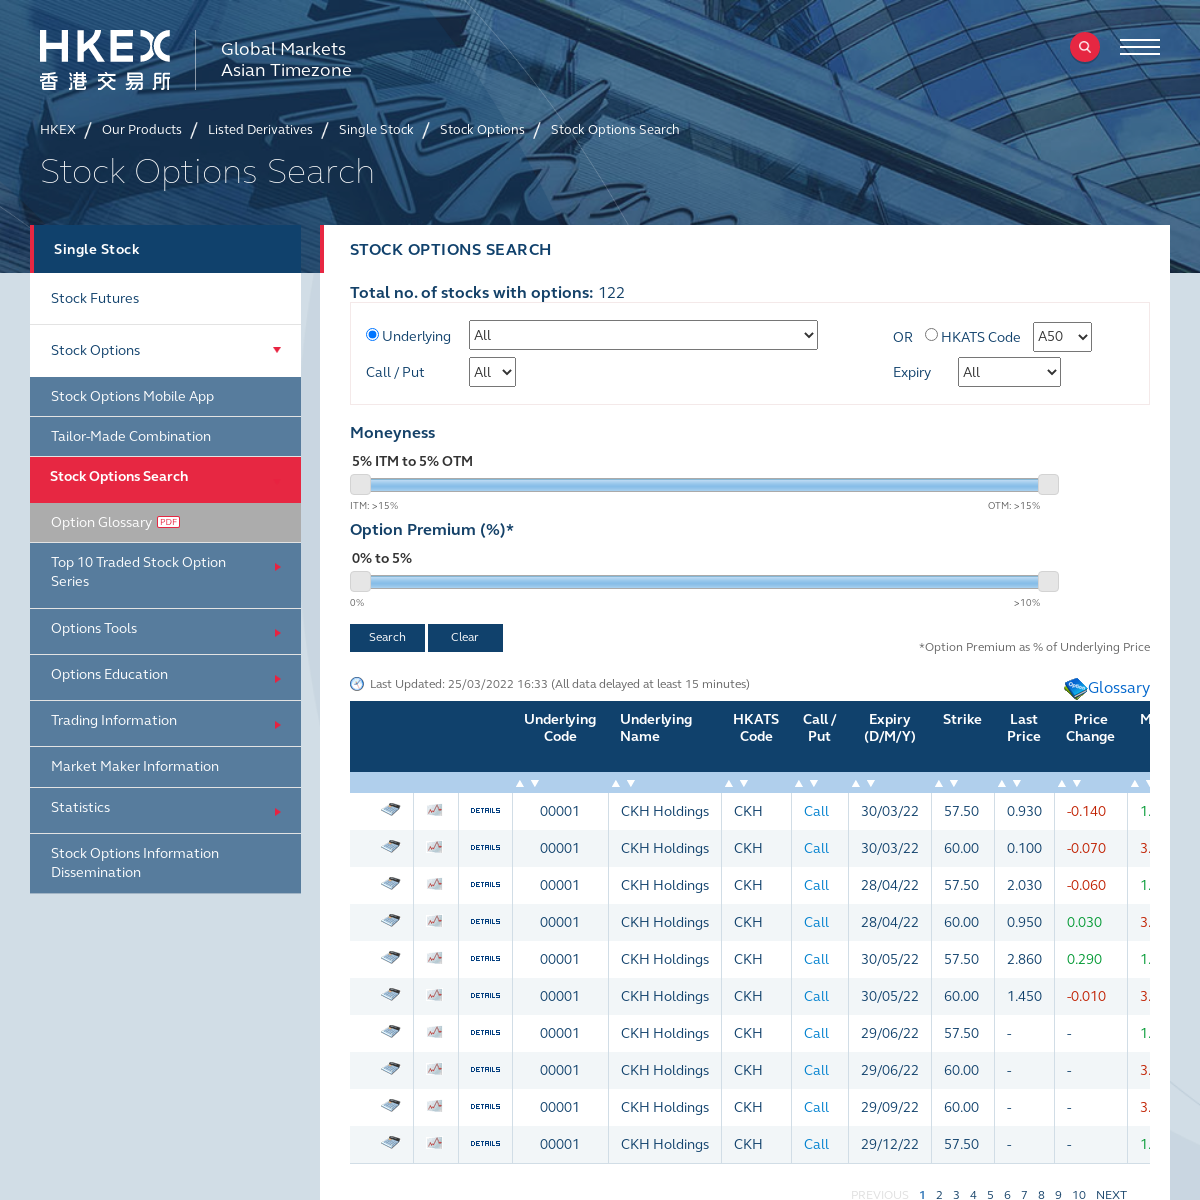 HKEX
香港交易所
Global Markets
Asian Timezone
HKEX / Our Products / Listed Derivatives / Single Stock / Stock Options / Stock Options Search
Stock Options Search
Single Stock
Stock Futures
Stock Options
Stock Options Mobile App
Tailor-Made Combination
Stock Options Search
Option Glossary PDF
Top 10 Traded Stock Option
Series
Options Tools
Options Education
Trading Information
Market Maker Information
Statistics
Stock Options Information
Dissemination
STOCK OPTIONS SEARCH
Total no. of stocks with options: 122
Underlying All OR HKATS Code A50
Call / Put All Expiry All
Moneyness
5% ITM to 5% OTM
ITM: >15% OTM: >15%
Option Premium (%)*
0% to 5%
0% >10%
Search Clear
*Option Premium as % of Underlying Price
Last Updated: 25/03/2022 16:33 (All data delayed at least 15 minutes)
Glossary
Underlying Underlying HKATS Call / Expiry Strike Last Price M
Code Name Code Put (D/M/Y) Price Change
DETAILS 00001 CKH Holdings CKH Call 30/03/22 57.50 0.930 -0.140 1.
DETAILS 00001 CKH Holdings CKH Call 30/03/22 60.00 0.100 -0.070 3.
DETAILS 00001 CKH Holdings CKH Call 28/04/22 57.50 2.030 -0.060 1.
DETAILS 00001 CKH Holdings CKH Call 28/04/22 60.00 0.950 0.030 3.
DETAILS 00001 CKH Holdings CKH Call 30/05/22 57.50 2.860 0.290 1.
DETAILS 00001 CKH Holdings CKH Call 30/05/22 60.00 1.450 -0.010 3.
DETAILS 00001 CKH Holdings CKH Call 29/06/22 57.50 - - 1.
DETAILS 00001 CKH Holdings CKH Call 29/06/22 60.00 - - 3.
DETAILS 00001 CKH Holdings CKH Call 29/09/22 60.00 - - 3.
DETAILS 00001 CKH Holdings CKH Call 29/12/22 57.50 - - 1.
PREVIOUS 1 2 3 4 5 6 7 8 9 10 NEXT